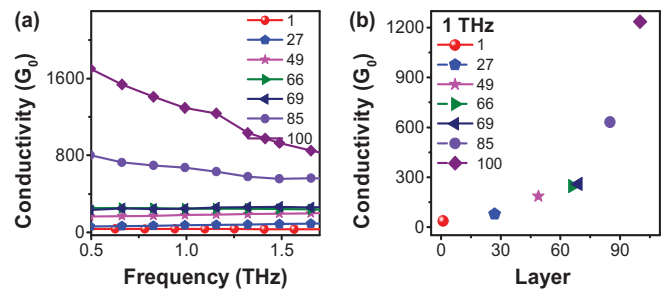 (a)
Conductivity (G0)
1600
800
0
0.5 1.0 1.5
Frequency (THz)
1
27
49
66
69
85
100
(b)
Conductivity (G0)
1200
900
600
300
0
0 30 60 90
Layer
1 THz
1
27
49
66
69
85
100